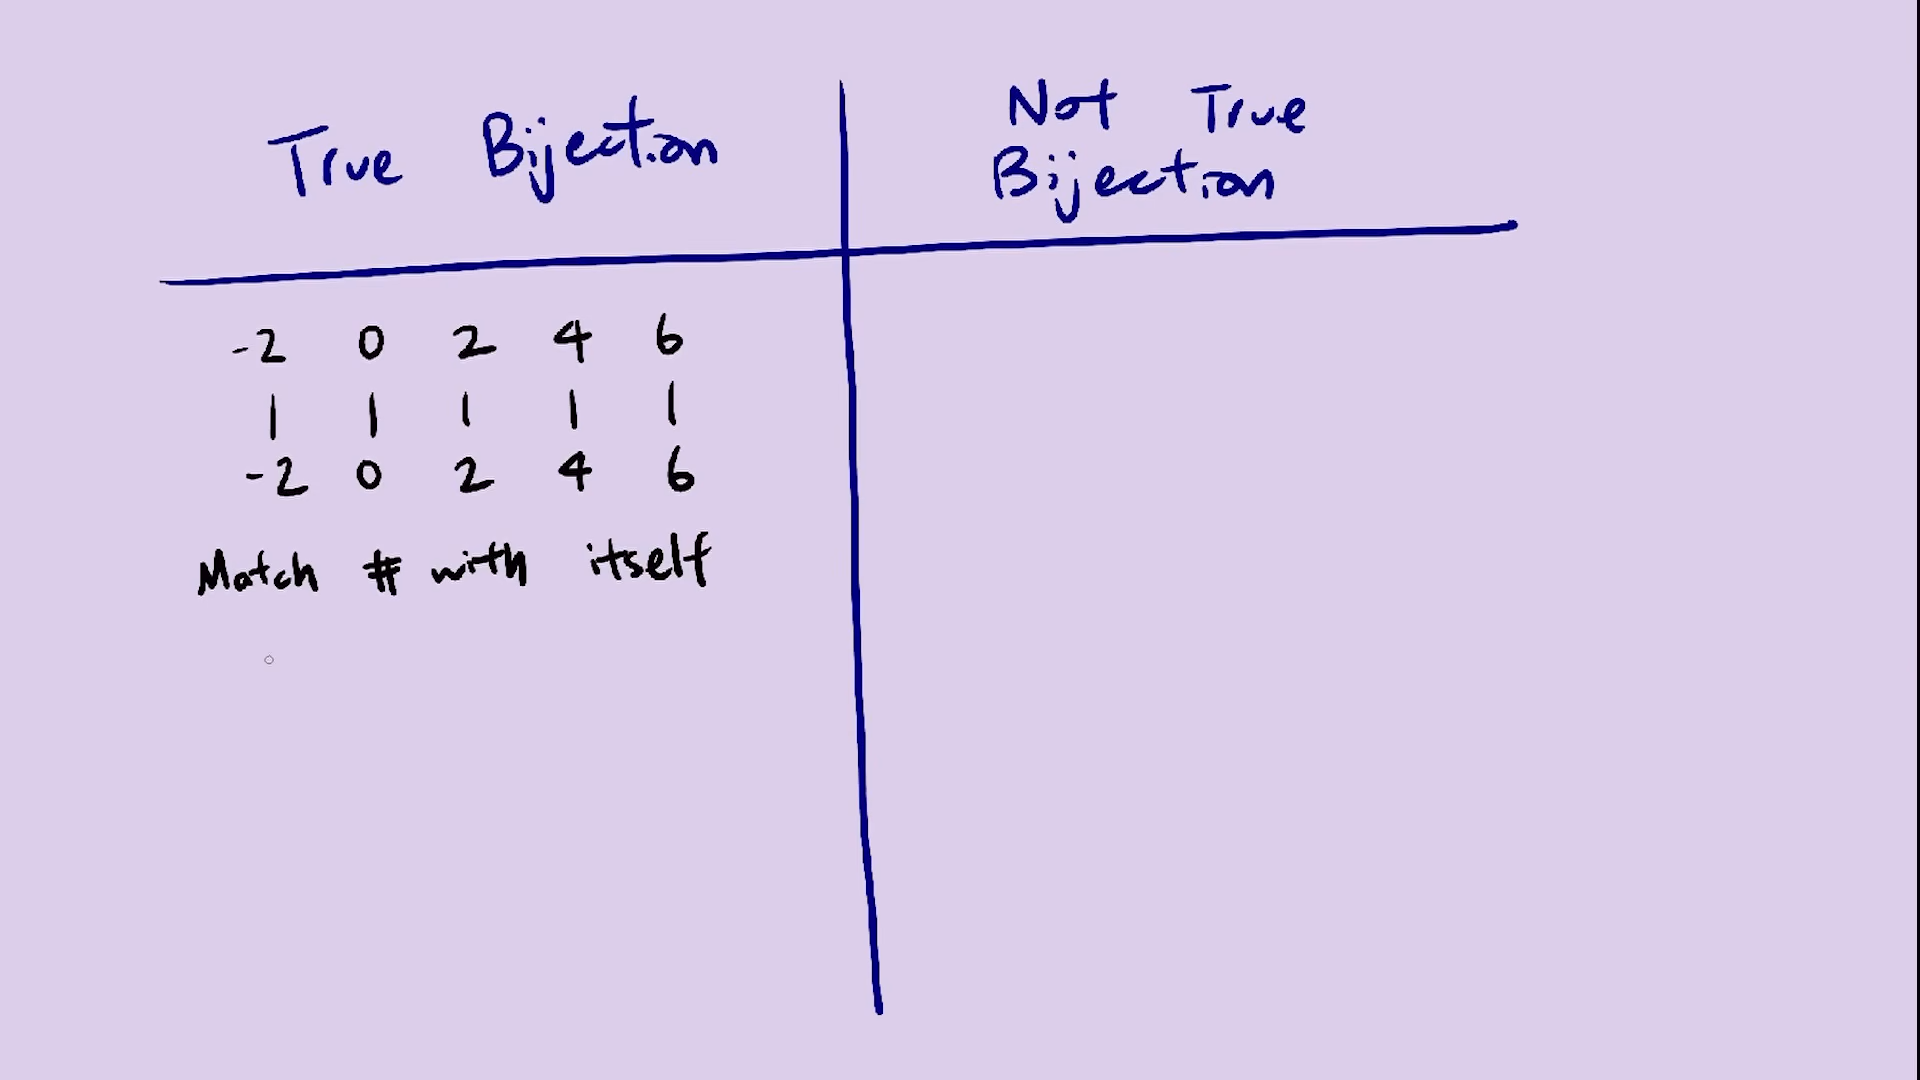 True Bijection
Not True
Bijection
-2 0 2 4 6
| | | | |
-2 0 2 4 6
Match # with itself